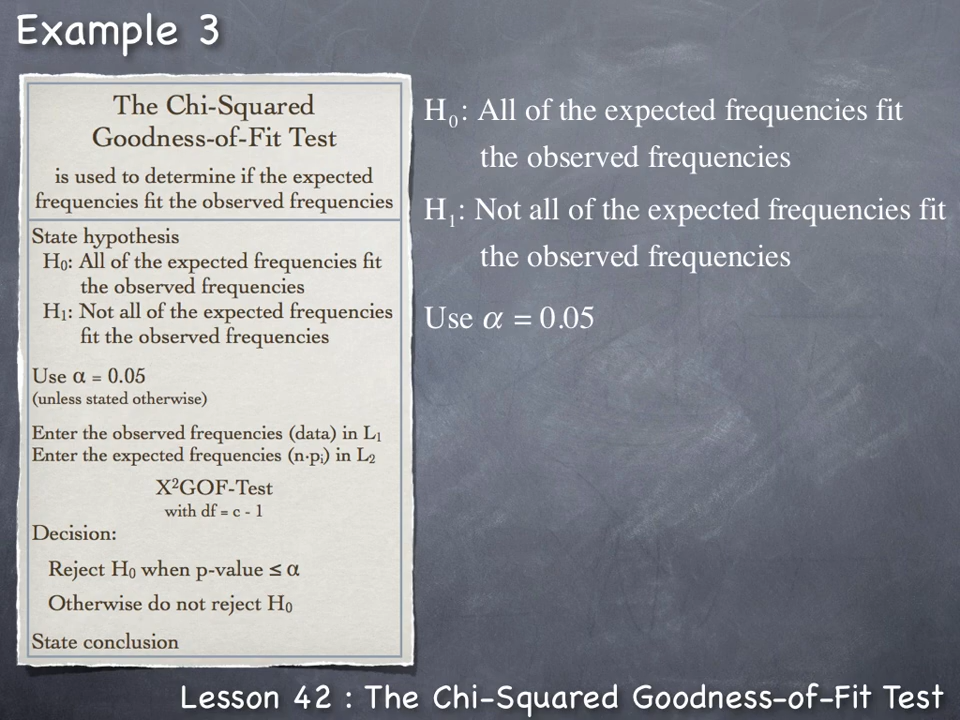 Example 3
The Chi-Squared
Goodness-of-Fit Test
is used to determine if the expected
frequencies fit the observed frequencies
State hypothesis
H₀: All of the expected frequencies fit
the observed frequencies
H₁: Not all of the expected frequencies
fit the observed frequencies
Use α = 0.05
(unless stated otherwise)
Enter the observed frequencies (data) in L₁
Enter the expected frequencies (n·pᵢ) in L₂
X²GOF-Test
with df = c - 1
Decision:
Reject H₀ when p-value ≤ α
Otherwise do not reject H₀
State conclusion
H₀: All of the expected frequencies fit
the observed frequencies
H₁: Not all of the expected frequencies fit
the observed frequencies
Use α = 0.05
Lesson 42 : The Chi-Squared Goodness-of-Fit Test